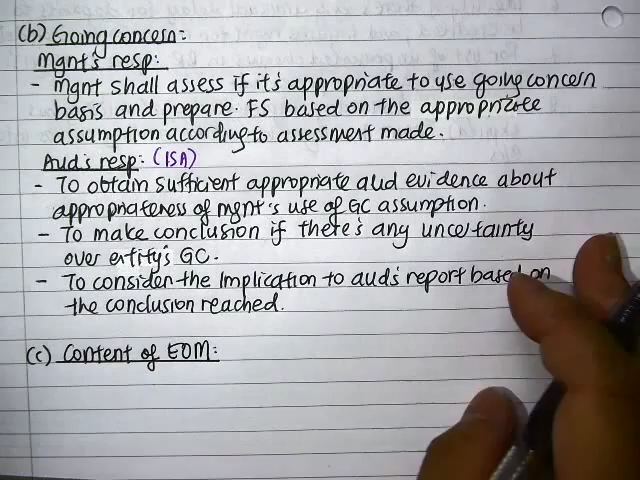 (b) Going concern:
Mgnt's resp:
- Mgnt shall assess if it's appropriate to use going concern
basis and prepare FS based on the appropriate
assumption according to assessment made.
Aud's resp: (ISA)
- To obtain sufficient appropriate aud evidence about
appropriateness of mgnt's use of GC assumption.
- To make conclusion if there's any uncertainty
over entity's GC.
- To consider the implication to aud's report based on
the conclusion reached.
(c) Content of EOM: